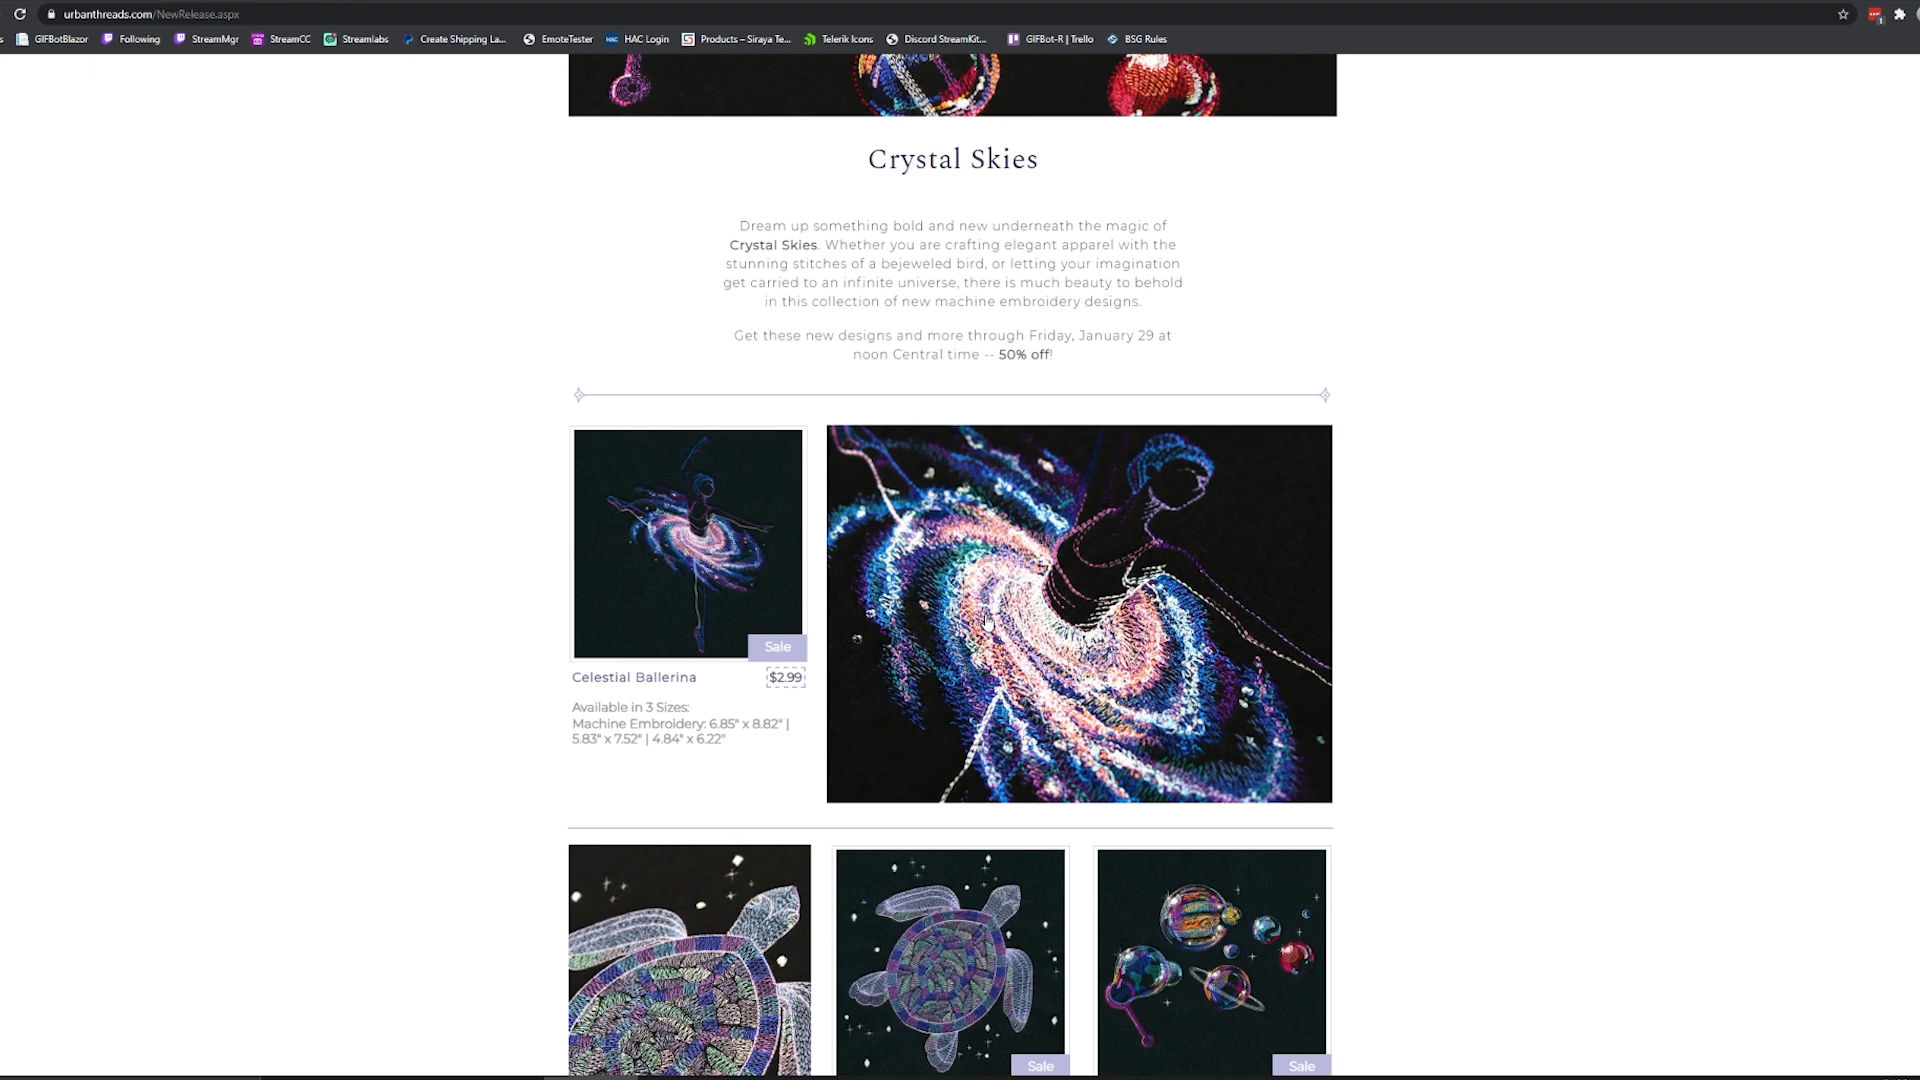 urbanthreads.com/NewRelease.aspx
GIFBotBlazor Following StreamMgr StreamCC Streamlabs Create Shipping La... EmoteTester HAC HAC Login Products – Siraya Te... Telerik Icons Discord StreamKit... GIFBot-R | Trello BSG Rules
Crystal Skies
Dream up something bold and new underneath the magic of
Crystal Skies. Whether you are crafting elegant apparel with the
stunning stitches of a bejeweled bird, or letting your imagination
get carried to an infinite universe, there is much beauty to behold
in this collection of new machine embroidery designs.
Get these new designs and more through Friday, January 29 at
noon Central time -- 50% off!
Sale
Celestial Ballerina $2.99
Available in 3 Sizes:
Machine Embroidery: 6.85" x 8.82" |
5.83" x 7.52" | 4.84" x 6.22"
Sale Sale